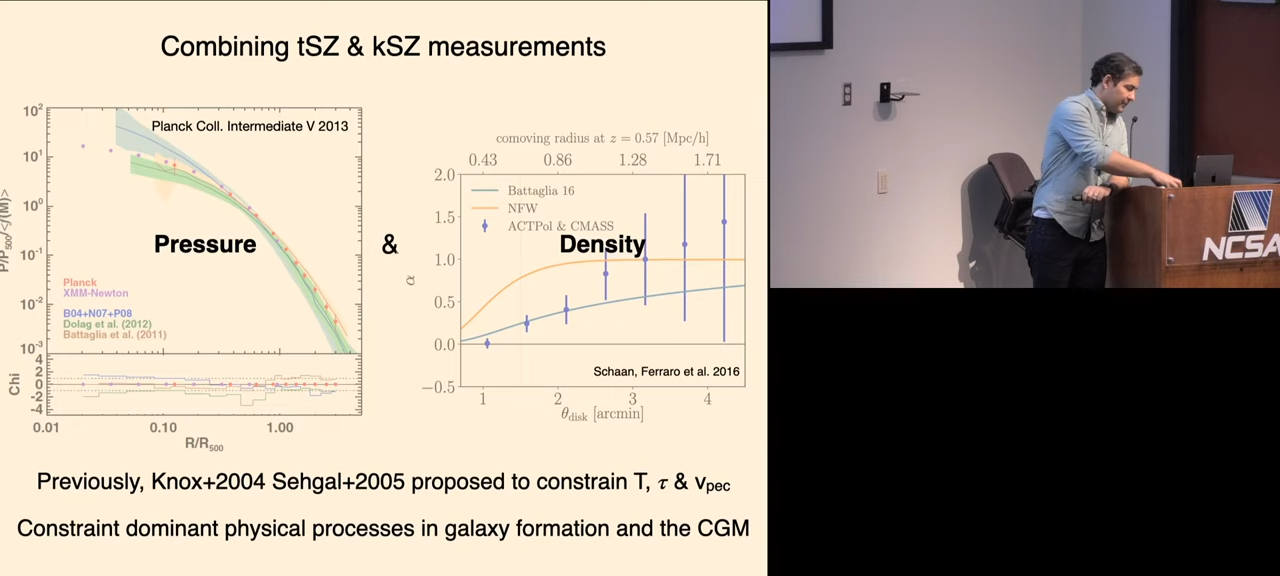 Combining tSZ & kSZ measurements
Planck Coll. Intermediate V 2013
10²
10¹
10⁰
10⁻¹
10⁻²
10⁻³
Pressure
Planck
XMM-Newton
B04+N07+P08
Dolag et al. (2012)
Battaglia et al. (2011)
Chi
4
2
0
-2
-4
0.01 0.10 1.00
R/R₅₀₀
&
comoving radius at z = 0.57 [Mpc/h]
0.43 0.86 1.28 1.71
2.0
1.5
1.0
0.5
0.0
−0.5
α
Battaglia 16
NFW
ACTPol & CMASS
Density
Schaan, Ferraro et al. 2016
1 2 3 4
θdisk [arcmin]
Previously, Knox+2004 Sehgal+2005 proposed to constrain T, τ & vpec
Constraint dominant physical processes in galaxy formation and the CGM
NCSA